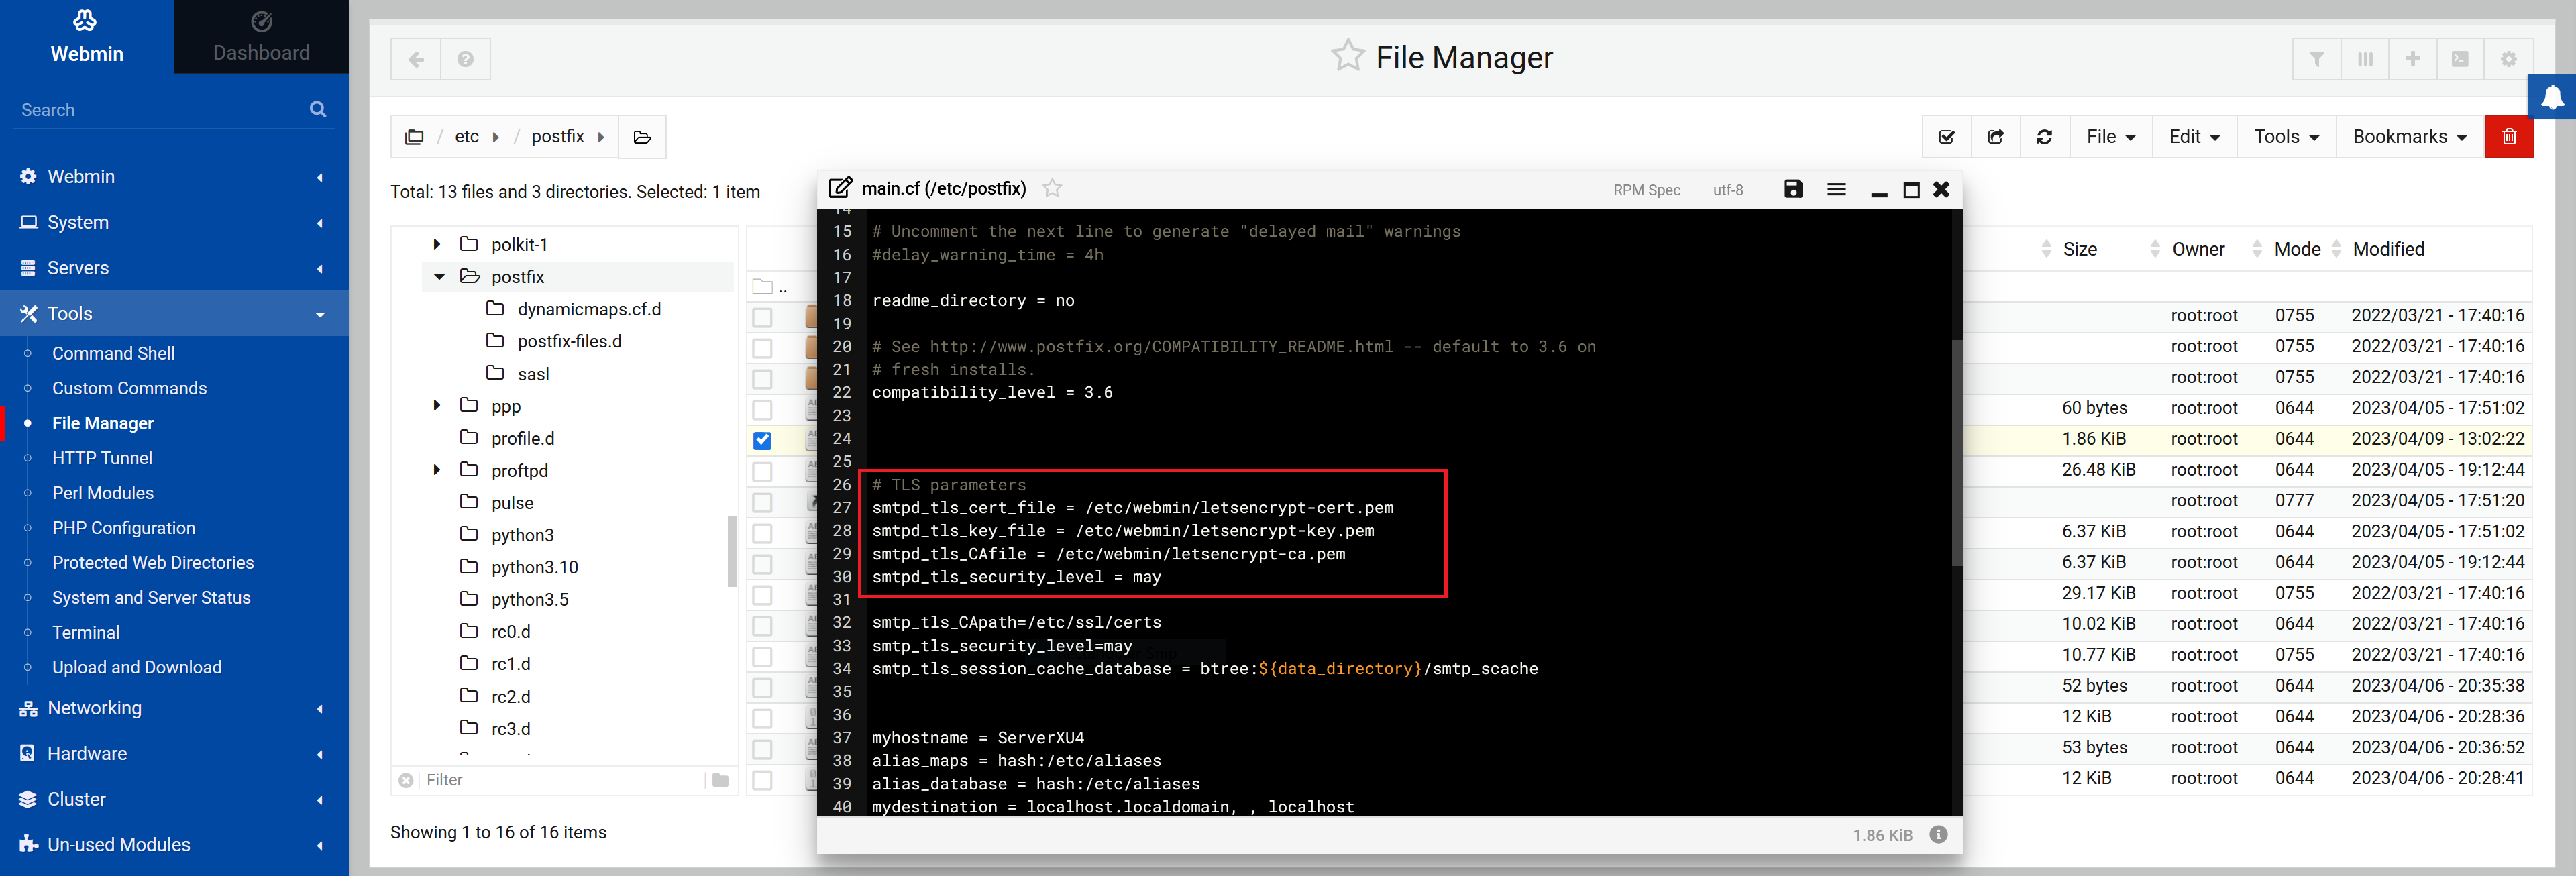 Webmin
Dashboard
Search
Webmin
System
Servers
Tools
Command Shell
Custom Commands
File Manager
HTTP Tunnel
Perl Modules
PHP Configuration
Protected Web Directories
System and Server Status
Terminal
Upload and Download
Networking
Hardware
Cluster
Un-used Modules
File Manager
/ etc / postfix
File Edit Tools Bookmarks
Total: 13 files and 3 directories. Selected: 1 item
polkit-1
postfix
dynamicmaps.cf.d
postfix-files.d
sasl
ppp
profile.d
proftpd
pulse
python3
python3.10
python3.5
rc0.d
rc1.d
rc2.d
rc3.d
Filter
Showing 1 to 16 of 16 items
..
main.cf (/etc/postfix) RPM Spec utf-8
14
15 # Uncomment the next line to generate "delayed mail" warnings
16 #delay_warning_time = 4h
17
18 readme_directory = no
19
20 # See http://www.postfix.org/COMPATIBILITY_README.html -- default to 3.6 on
21 # fresh installs.
22 compatibility_level = 3.6
23
24
25
26 # TLS parameters
27 smtpd_tls_cert_file = /etc/webmin/letsencrypt-cert.pem
28 smtpd_tls_key_file = /etc/webmin/letsencrypt-key.pem
29 smtpd_tls_CAfile = /etc/webmin/letsencrypt-ca.pem
30 smtpd_tls_security_level = may
31
32 smtp_tls_CApath=/etc/ssl/certs
33 smtp_tls_security_level=may
34 smtp_tls_session_cache_database = btree:${data_directory}/smtp_scache
35
36
37 myhostname = ServerXU4
38 alias_maps = hash:/etc/aliases
39 alias_database = hash:/etc/aliases
40 mydestination = localhost.localdomain, , localhost
1.86 KiB
Size Owner Mode Modified
root:root 0755 2022/03/21 - 17:40:16
root:root 0755 2022/03/21 - 17:40:16
root:root 0755 2022/03/21 - 17:40:16
60 bytes root:root 0644 2023/04/05 - 17:51:02
1.86 KiB root:root 0644 2023/04/09 - 13:02:22
26.48 KiB root:root 0644 2023/04/05 - 19:12:44
root:root 0777 2023/04/05 - 17:51:20
6.37 KiB root:root 0644 2023/04/05 - 17:51:02
6.37 KiB root:root 0644 2023/04/05 - 19:12:44
29.17 KiB root:root 0755 2022/03/21 - 17:40:16
10.02 KiB root:root 0644 2022/03/21 - 17:40:16
10.77 KiB root:root 0755 2022/03/21 - 17:40:16
52 bytes root:root 0644 2023/04/06 - 20:35:38
12 KiB root:root 0644 2023/04/06 - 20:28:36
53 bytes root:root 0644 2023/04/06 - 20:36:52
12 KiB root:root 0644 2023/04/06 - 20:28:41